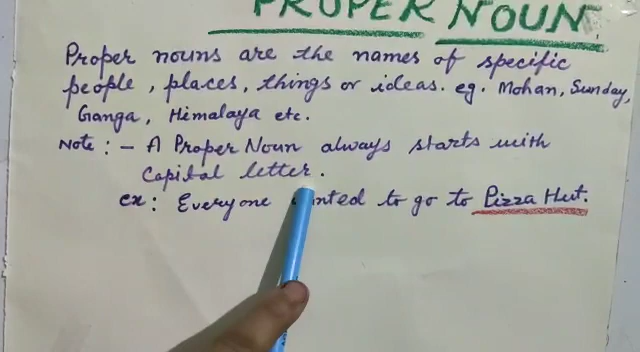 PROPER NOUN
Proper nouns are the names of specific
people, places, things or ideas. eg. Mohan, Sunday,
Ganga, Himalaya etc.
Note :- A Proper Noun always starts with
Capital letter.
ex: Everyone to go to Pizza Hut.